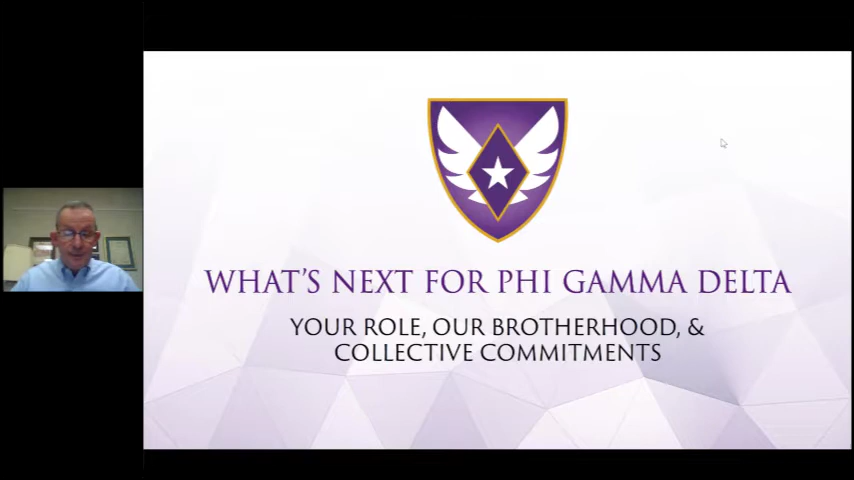 WHAT'S NEXT FOR PHI GAMMA DELTA
YOUR ROLE, OUR BROTHERHOOD, &
COLLECTIVE COMMITMENTS